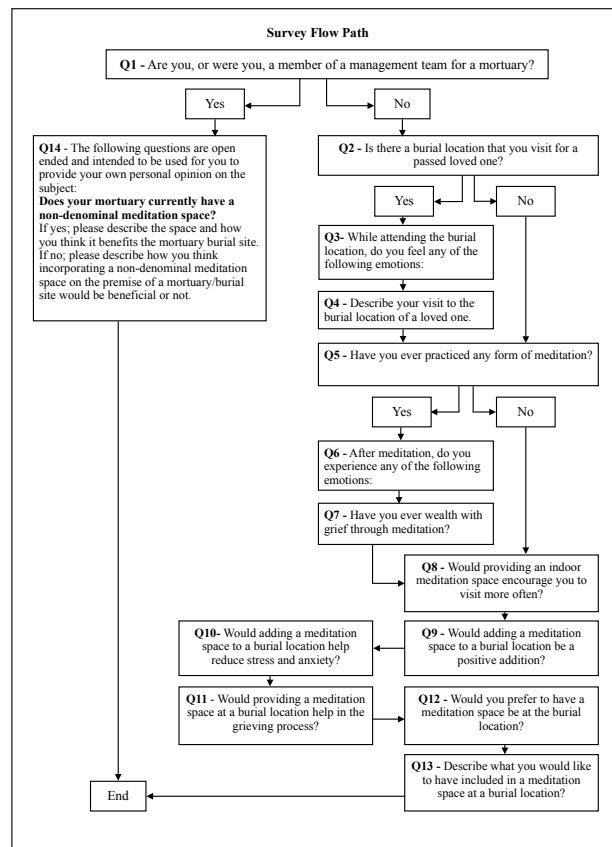 Survey Flow Path
Q1 - Are you, or were you, a member of a management team for a mortuary?
Yes
No
Q14 - The following questions are open
ended and intended to be used for you to
provide your own personal opinion on the
subject:
Does your mortuary currently have a
non-denominal meditation space?
If yes; please describe the space and how
you think it benefits the mortuary burial site.
If no; please describe how you think
incorporating a non-denominal meditation
space on the premise of a mortuary/burial
site would be beneficial or not.
Q2 - Is there a burial location that you visit for a
passed loved one?
Yes
No
Q3- While attending the burial
location, do you feel any of the
following emotions:
Q4 - Describe your visit to the
burial location of a loved one.
Q5 - Have you ever practiced any form of meditation?
Yes
No
Q6 - After meditation, do you
experience any of the following
emotions:
Q7 - Have you ever wealth with
grief through meditation?
Q8 - Would providing an indoor
meditation space encourage you to
visit more often?
Q10- Would adding a meditation
space to a burial location help
reduce stress and anxiety?
Q9 - Would adding a meditation
space to a burial location be a
positive addition?
Q11 - Would providing a meditation
space at a burial location help in the
grieving process?
Q12 - Would you prefer to have a
meditation space be at the burial
location?
Q13 - Describe what you would like
to have included in a meditation
space at a burial location?
End